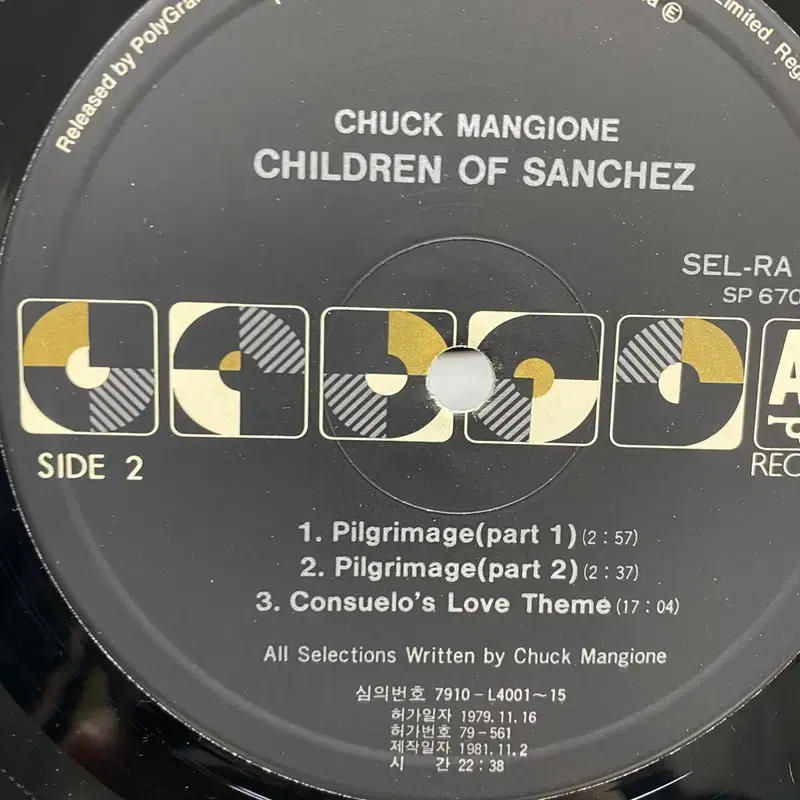 Released by PolyGra
Limited. Reg
CHUCK MANGIONE
CHILDREN OF SANCHEZ
SEL-RA
SP 670
SIDE 2
1. Pilgrimage(part 1) (2 : 57)
2. Pilgrimage(part 2) (2 : 37)
3. Consuelo's Love Theme (17 : 04)
All Selections Written by Chuck Mangione
심의번호 7910-L4001~15
허가일자 1979.11.16
허가번호 79-561
제작일자 1981.11.2
시 간 22 : 38